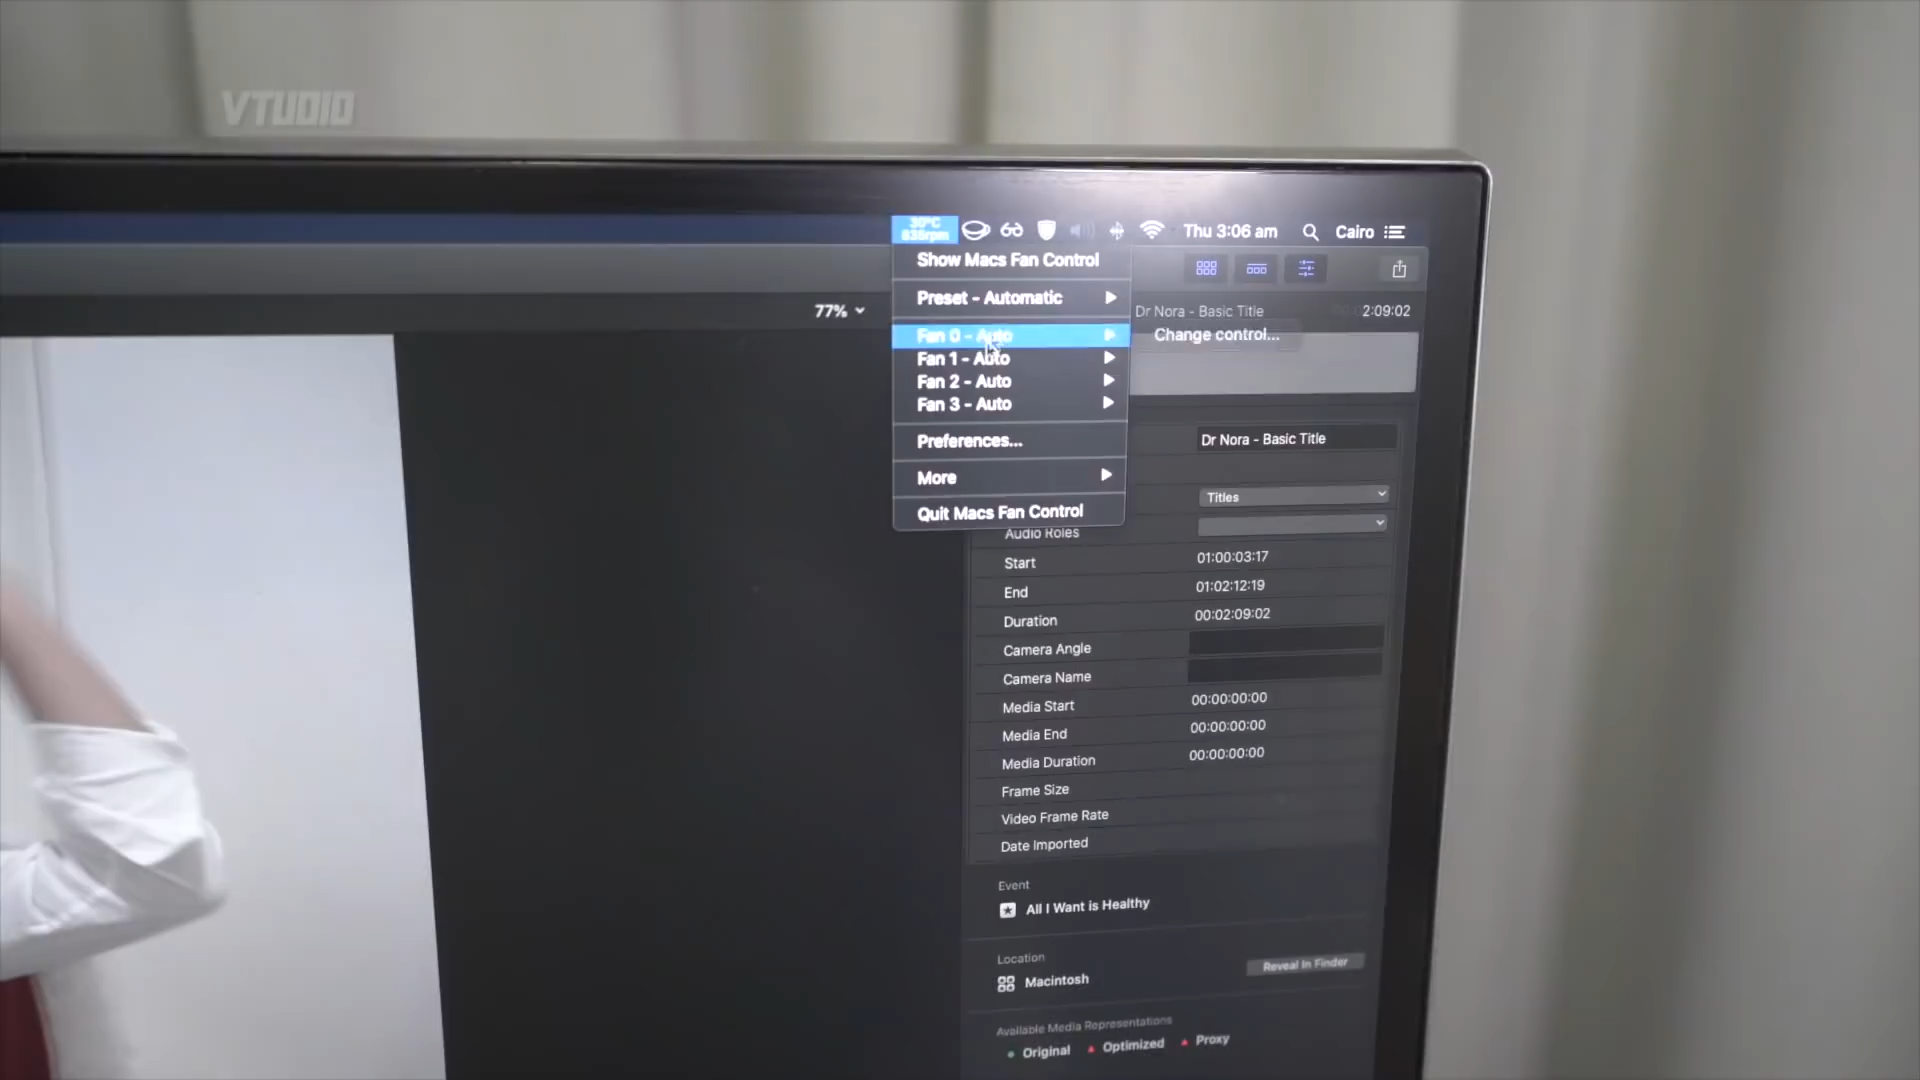 VTUDIO
30°C
Thu 3:06 am
Cairo
Show Macs Fan Control
Preset - Automatic
Fan 0 - Auto
Change control...
Fan 1 - Auto
Fan 2 - Auto
Fan 3 - Auto
Preferences...
More
Quit Macs Fan Control
77%
Dr Nora - Basic Title
2:09:02
Dr Nora - Basic Title
Titles
Audio Roles
Start 01:00:03:17
End 01:02:12:19
Duration 00:02:09:02
Camera Angle
Camera Name
Media Start 00:00:00:00
Media End 00:00:00:00
Media Duration 00:00:00:00
Frame Size
Video Frame Rate
Date Imported
Event
All I Want is Healthy
Location
Macintosh
Reveal in Finder
Available Media Representations
Original Optimized Proxy